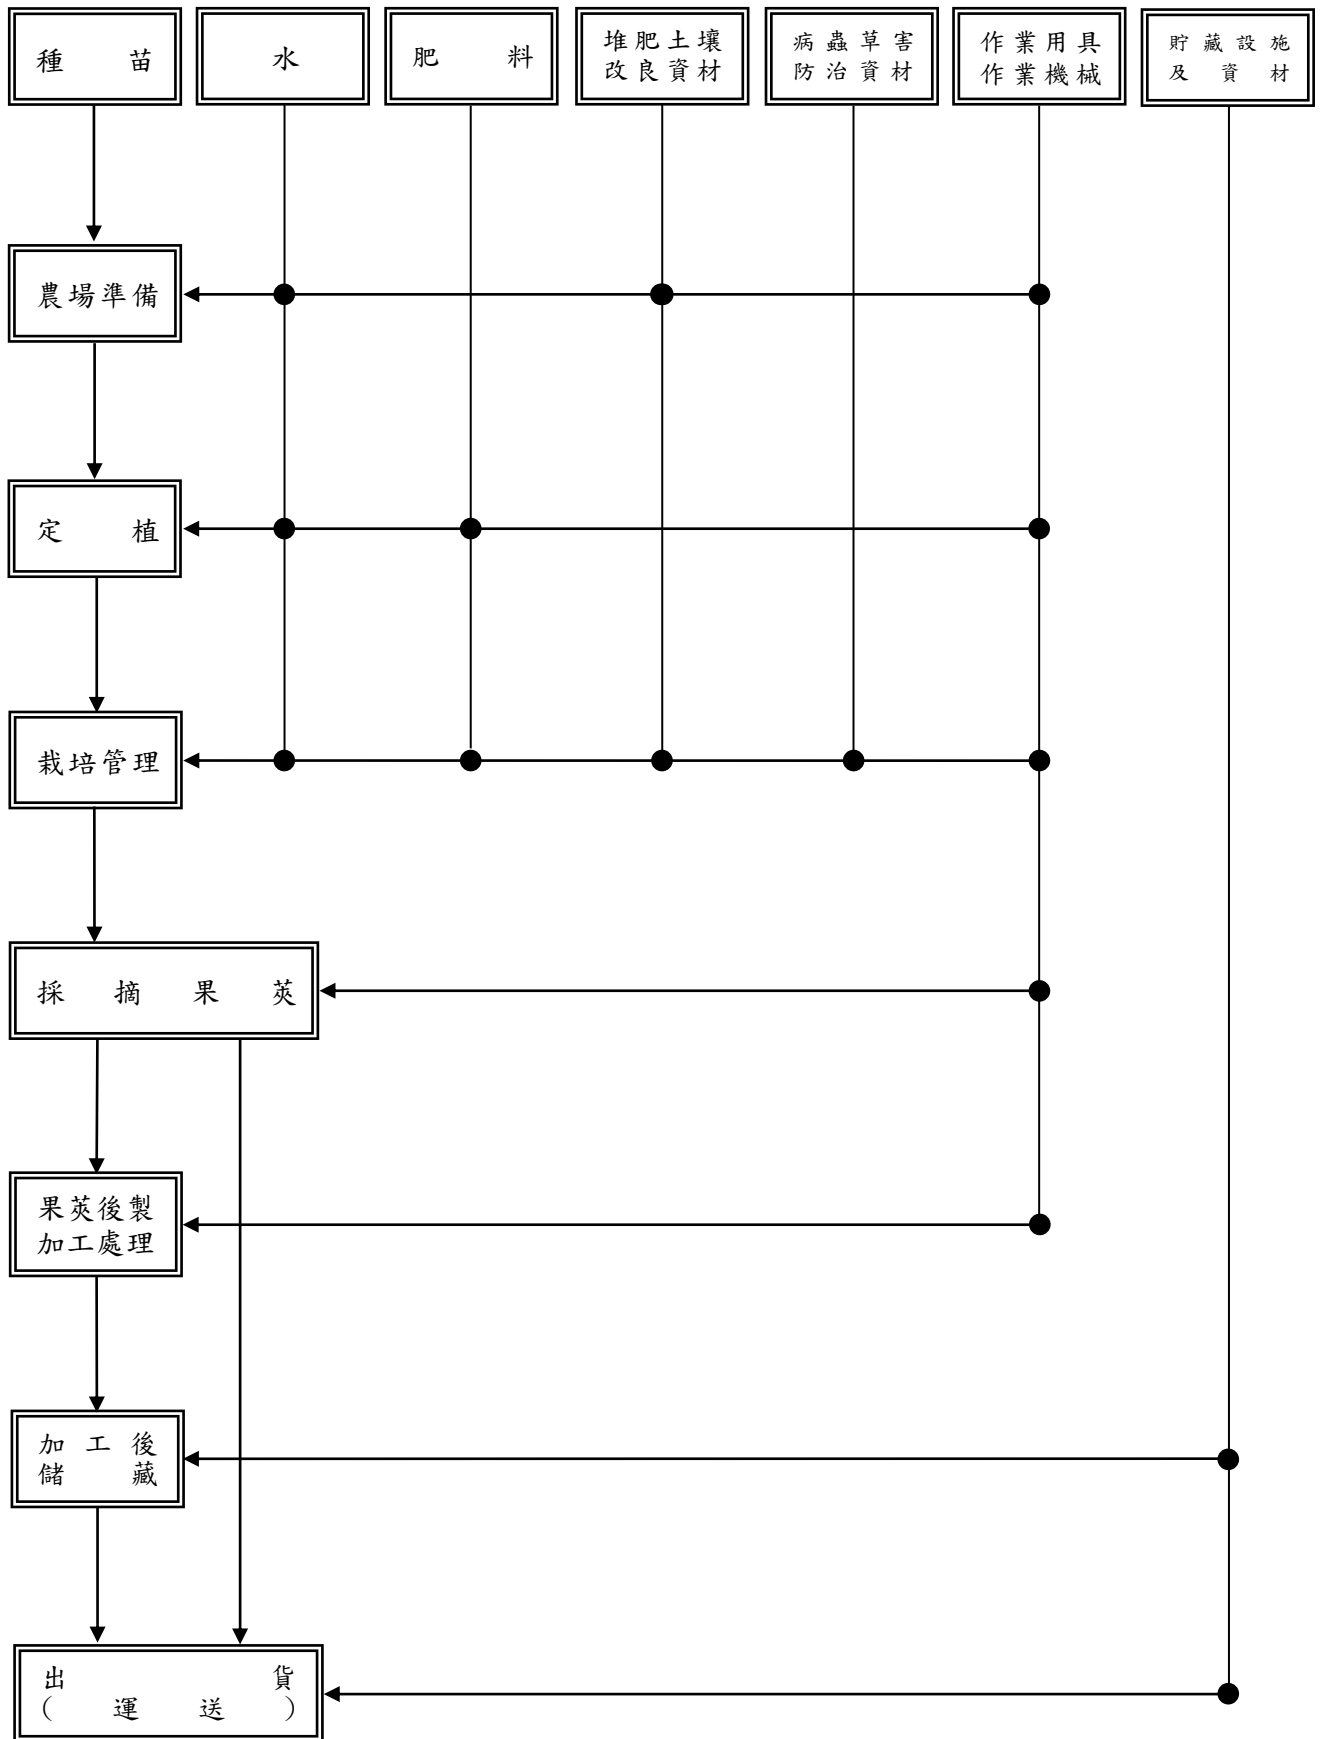 種苗
水
肥料
堆肥土壤
改良資材
病蟲草害
防治資材
作業用具
作業機械
貯藏設施
及資材
農場準備
定植
栽培管理
採摘果莢
果莢後製
加工處理
加工後
儲藏
出貨
(運送)